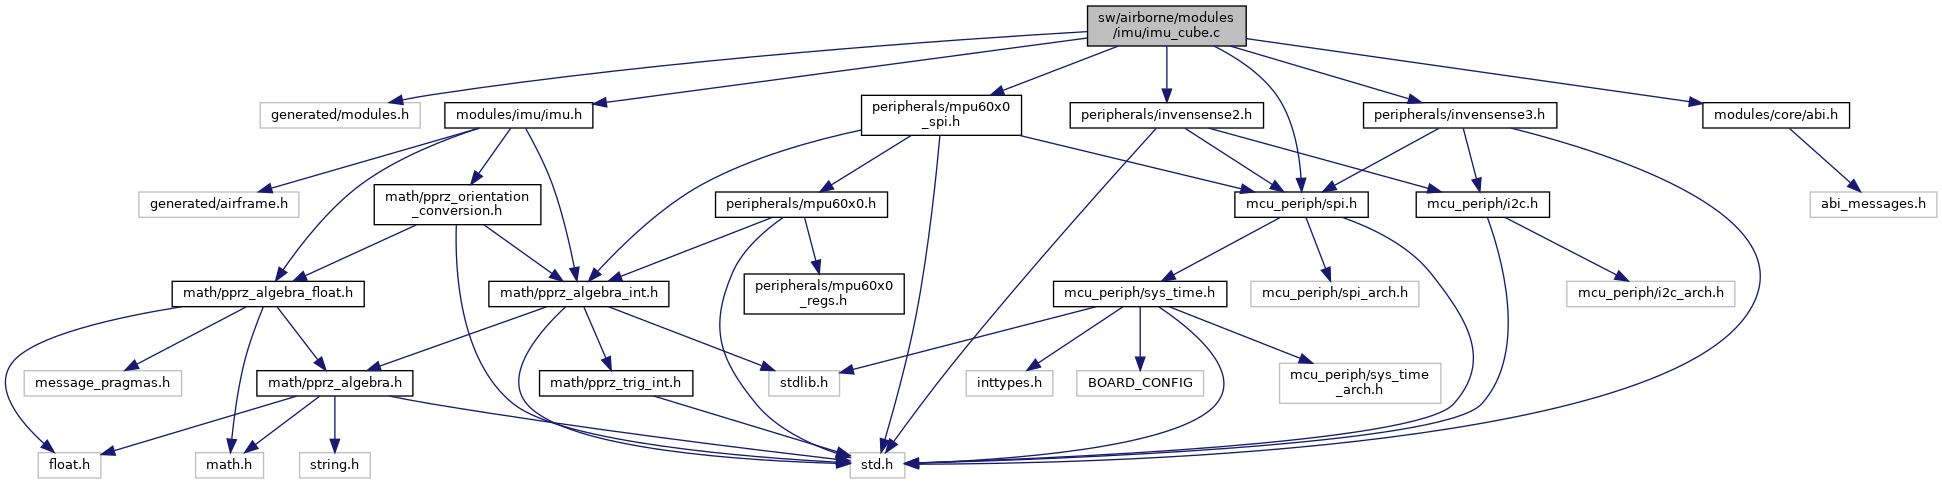 sw/airborne/modules
/imu/imu_cube.c
generated/modules.h
modules/imu/imu.h
peripherals/mpu60x0
_spi.h
peripherals/invensense2.h
peripherals/invensense3.h
modules/core/abi.h
generated/airframe.h
math/pprz_orientation
_conversion.h
peripherals/mpu60x0.h
mcu_periph/spi.h
mcu_periph/i2c.h
abi_messages.h
math/pprz_algebra_float.h
math/pprz_algebra_int.h
peripherals/mpu60x0
_regs.h
mcu_periph/sys_time.h
mcu_periph/spi_arch.h
mcu_periph/i2c_arch.h
message_pragmas.h
math/pprz_algebra.h
math/pprz_trig_int.h
stdlib.h
inttypes.h
BOARD_CONFIG
mcu_periph/sys_time
_arch.h
float.h
math.h
string.h
std.h